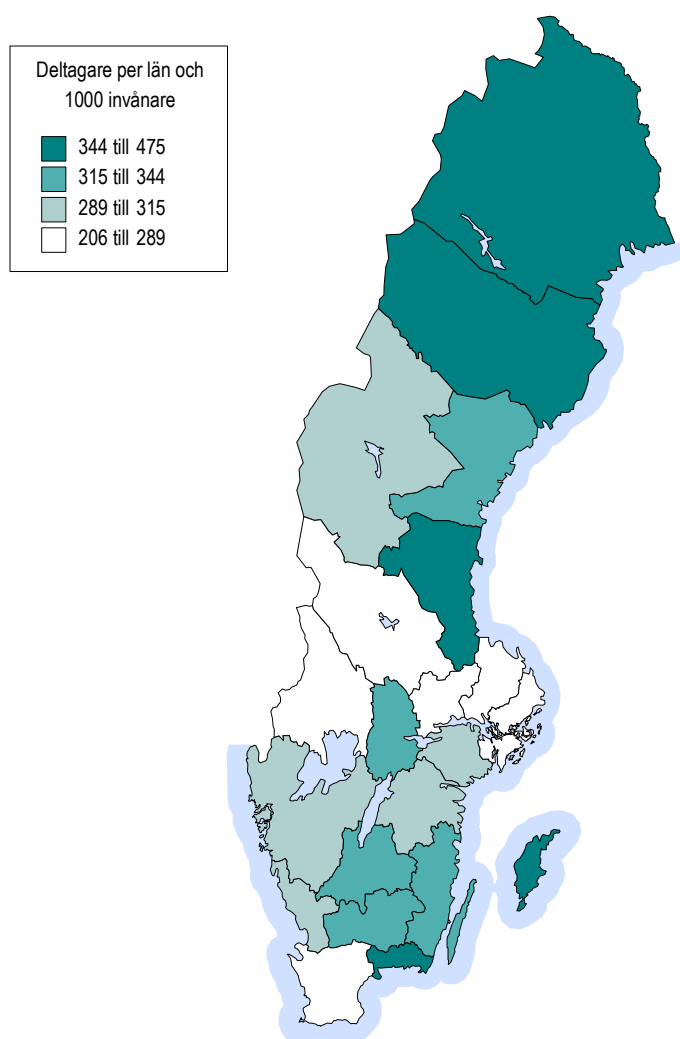 Deltagare per län och
1000 invånare
344 till 475
315 till 344
289 till 315
206 till 289